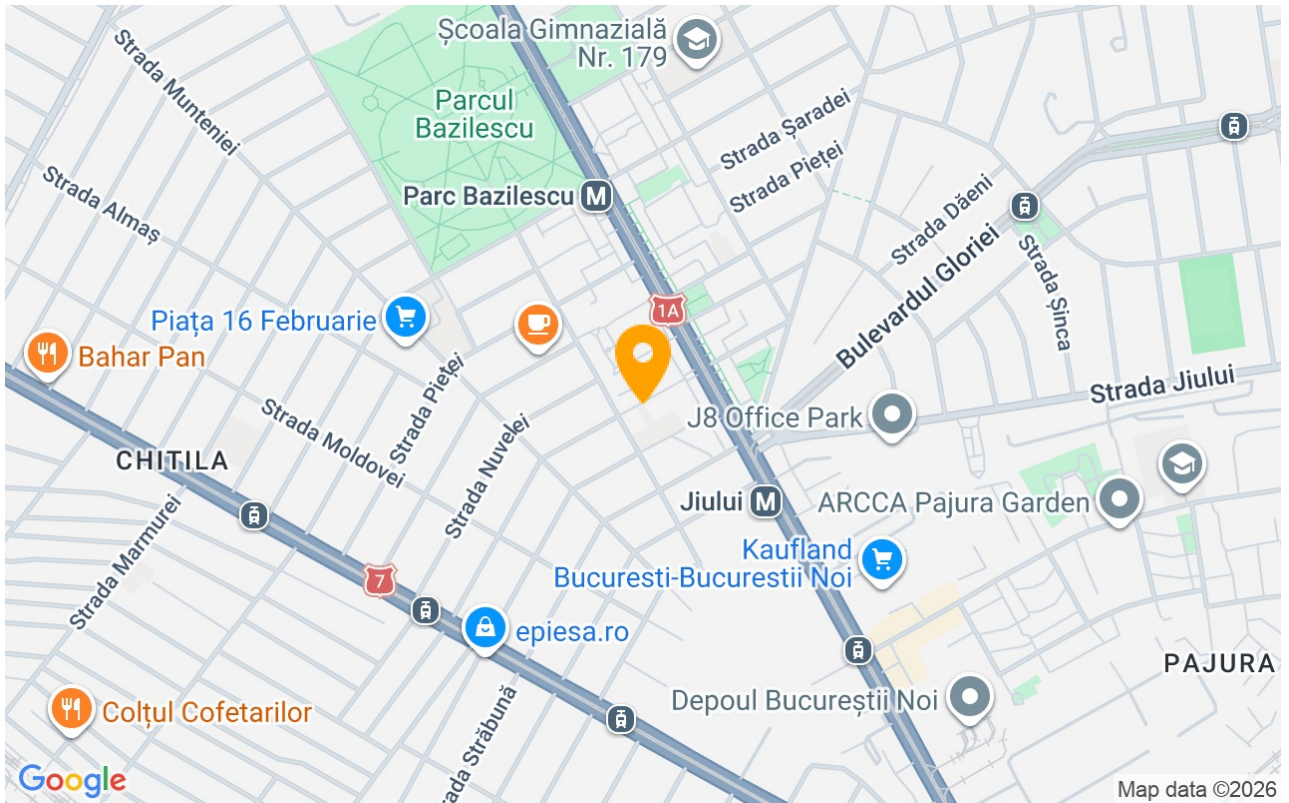 Școala Gimnazială
Nr. 179
Strada Munteniei
Parcul
Bazilescu
Strada Șaradei
Strada Pieței
Strada Almaș
Parc Bazilescu
M
Strada Dăeni
Bulevardul Gloriei
Strada Șinca
1A
Piața 16 Februarie
Bahar Pan
Strada Pieței
Strada Jiului
J8 Office Park
Strada Moldovei
Strada Nuvelei
CHITILA
Jiului
M
ARCCA Pajura Garden
Strada Marmurei
Kaufland
Bucuresti-Bucurestii Noi
7
epiesa.ro
PAJURA
Depoul Bucureștii Noi
Colțul Cofetarilor
ada Străbună
Google
Map data ©2026